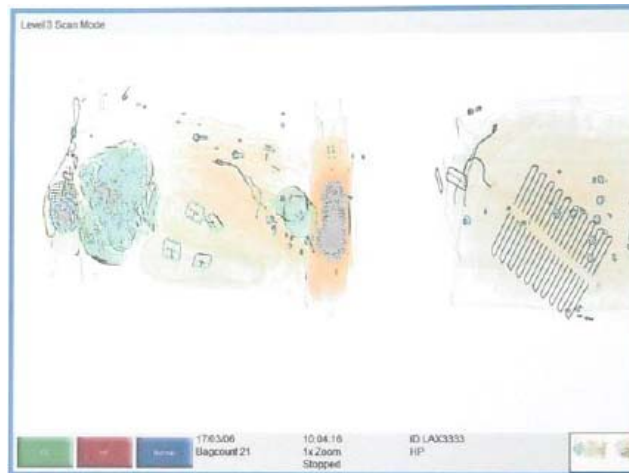 Level 3 Scan Mode
17/03/06
10:04:16
ID LAX3333
Bagcount 21
1x Zoom
HP
Stopped